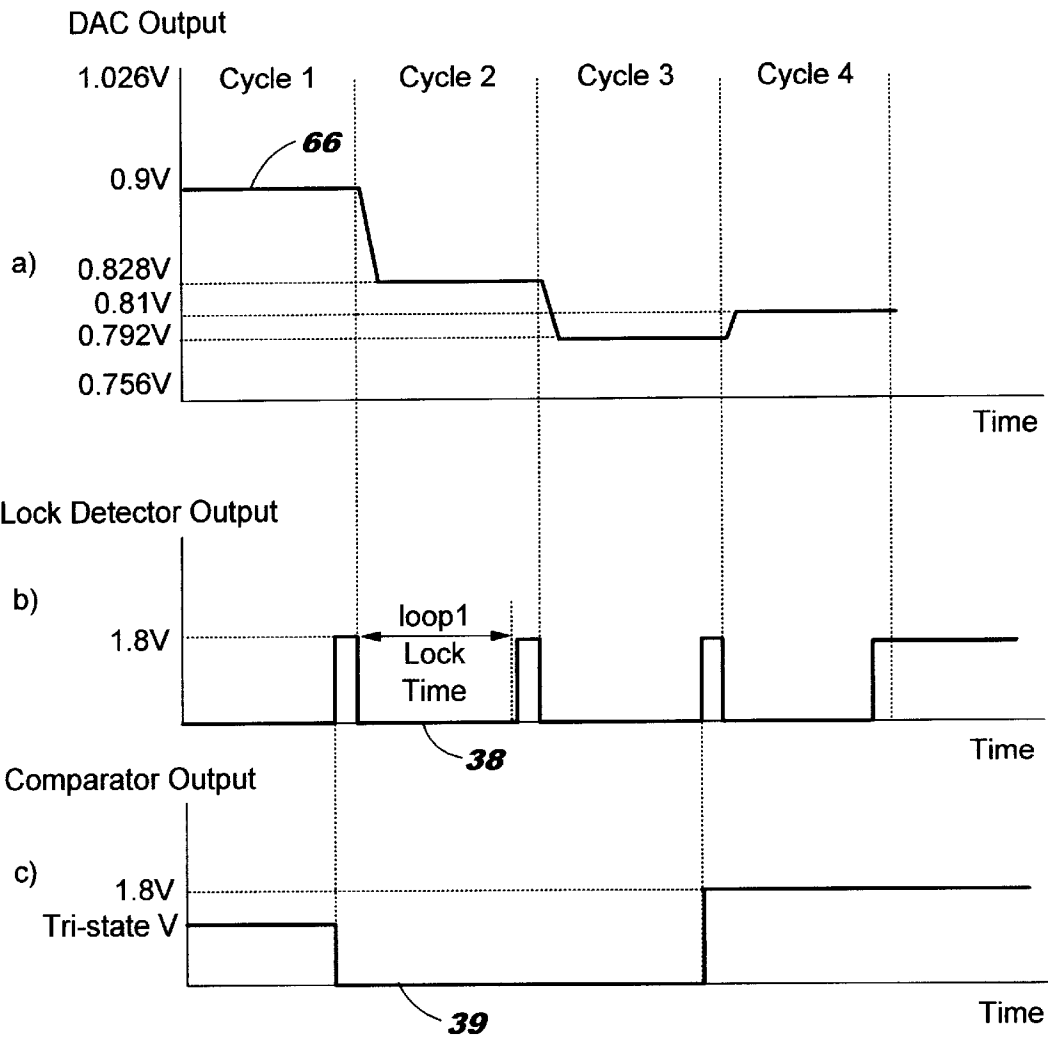 DAC Output
1.026V
Cycle 1
Cycle 2
Cycle 3
Cycle 4
66
0.9V
a)
0.828V
0.81V
0.792V
0.756V
Time
Lock Detector Output
b)
1.8V
loop1
Lock
Time
38
Time
Comparator Output
c)
1.8V
Tri-state V
39
Time